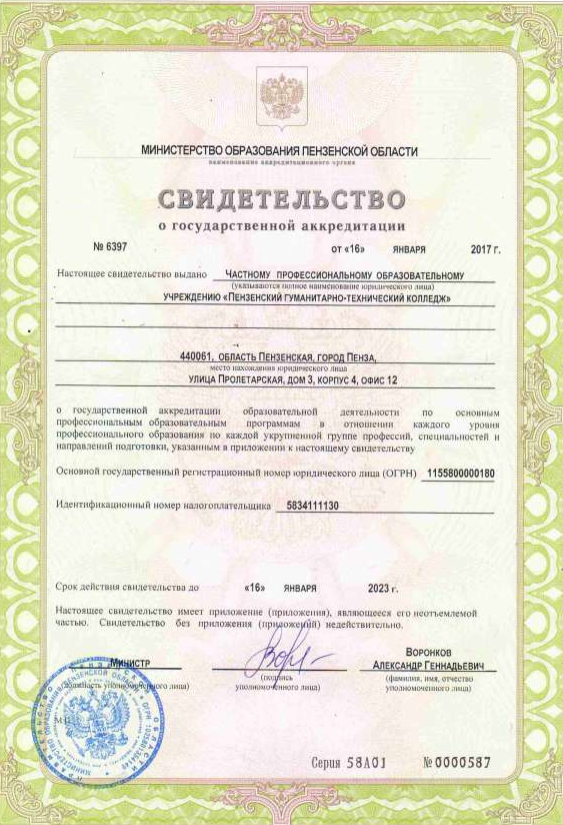 МИНИСТЕРСТВО ОБРАЗОВАНИЯ ПЕНЗЕНСКОЙ ОБЛАСТИ
наименование аккредитационного органа
СВИДЕТЕЛЬСТВО
о государственной аккредитации
№ 6397 от «16» ЯНВАРЯ 2017 г.
Настоящее свидетельство выдано ЧАСТНОМУ ПРОФЕССИОНАЛЬНОМУ ОБРАЗОВАТЕЛЬНОМУ
(указываются полное наименование юридического лица)
УЧРЕЖДЕНИЮ «ПЕНЗЕНСКИЙ ГУМАНИТАРНО-ТЕХНИЧЕСКИЙ КОЛЛЕДЖ»
440061, ОБЛАСТЬ ПЕНЗЕНСКАЯ, ГОРОД ПЕНЗА,
место нахождения юридического лица
УЛИЦА ПРОЛЕТАРСКАЯ, ДОМ 3, КОРПУС 4, ОФИС 12
о государственной аккредитации образовательной деятельности по основным
профессиональным образовательным программам в отношении каждого уровня
профессионального образования по каждой укрупненной группе профессий, специальностей и
направлений подготовки, указанным в приложении к настоящему свидетельству
Основной государственный регистрационный номер юридического лица (ОГРН) 1155800000180
Идентификационный номер налогоплательщика 5834111130
Срок действия свидетельства до «16» ЯНВАРЯ 2023 г.
Настоящее свидетельство имеет приложение (приложения), являющееся его неотъемлемой
частью. Свидетельство без приложения (приложений) недействительно.
МИНИСТР
(должность уполномоченного лица)
(подпись
уполномоченного лица)
ВОРОНКОВ
АЛЕКСАНДР ГЕННАДЬЕВИЧ
(фамилия, имя, отчество
уполномоченного лица)
М.П.
Серия 58А01 № 0000587